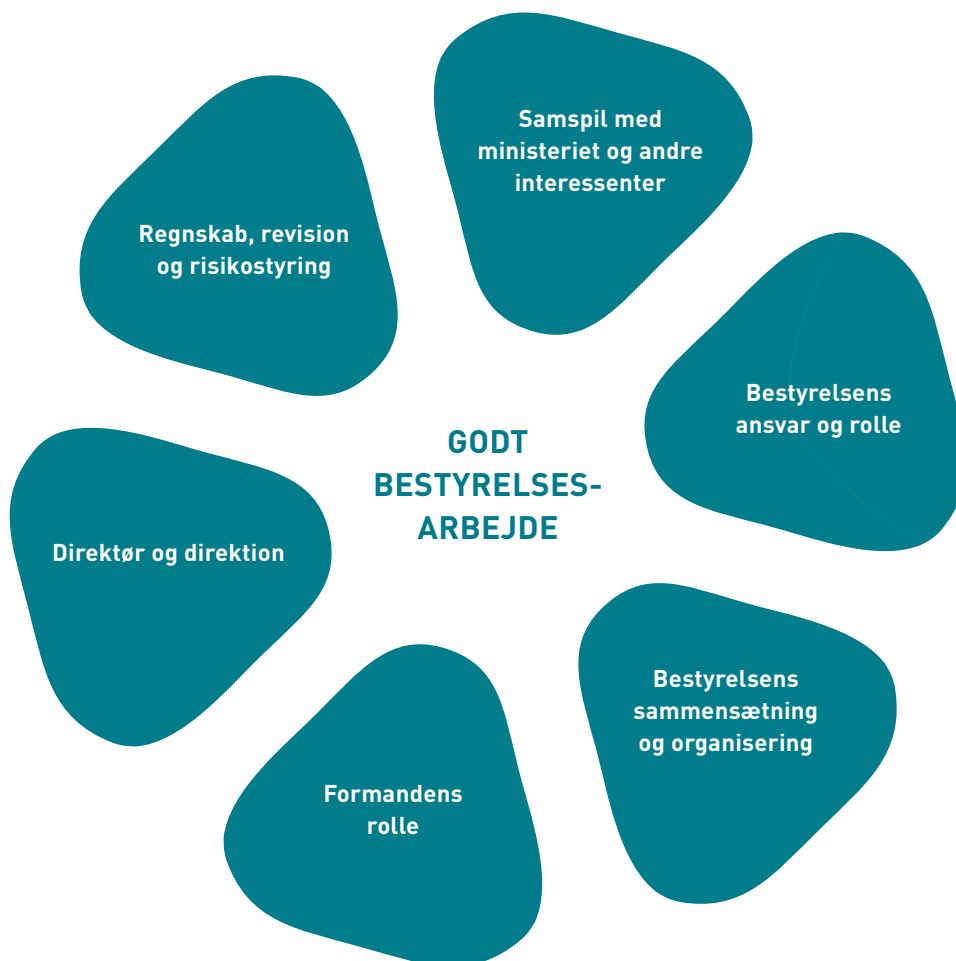 Samspil med
ministeriet og andre
interessenter
Regnskab, revision
og risikostyring
Bestyrelsens
ansvar og rolle
GODT
BESTYRELSES-
ARBEJDE
Direktør og direktion
Bestyrelsens
sammensætning
og organisering
Formandens
rolle